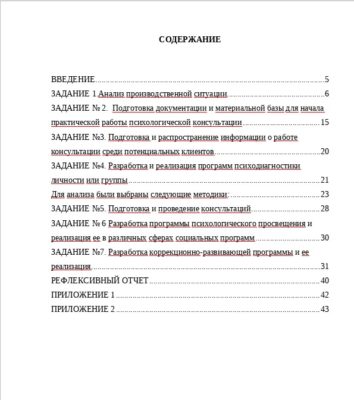 СОДЕРЖАНИЕ
ВВЕДЕНИЕ 5
ЗАДАНИЕ 1 Анализ производственной ситуации 6
ЗАДАНИЕ № 2. Подготовка документации и материальной базы для начала
практической работы психологической консультации 15
ЗАДАНИЕ №3. Подготовка и распространение информации о работе
консультации среди потенциальных клиентов 20
ЗАДАНИЕ №4. Разработка и реализация программ психодиагностики
личности или группы 21
Для анализа были выбраны следующие методики: 23
ЗАДАНИЕ №5. Подготовка и проведение консультаций 28
ЗАДАНИЕ № 6 Разработка программы психологического просвещения и
реализация ее в различных сферах социальных программ 30
ЗАДАНИЕ №7. Разработка коррекционно-развивающей программы и ее
реализация 31
РЕФЛЕКСИВНЫЙ ОТЧЕТ 40
ПРИЛОЖЕНИЕ 1 42
ПРИЛОЖЕНИЕ 2 43